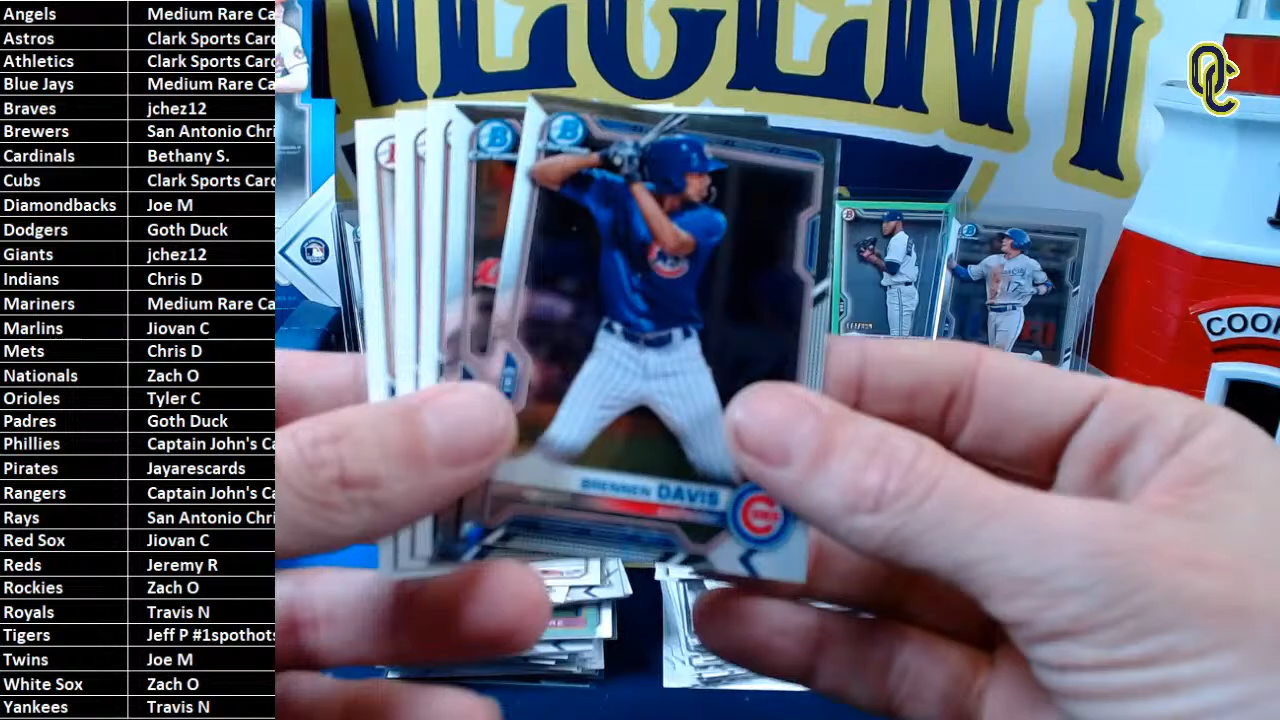 Angels Medium Rare Ca
Astros Clark Sports Card
Athletics Clark Sports Card
Blue Jays Medium Rare Ca
Braves jchez12
Brewers San Antonio Chri
Cardinals Bethany S.
Cubs Clark Sports Card
Diamondbacks Joe M
Dodgers Goth Duck
Giants jchez12
Indians Chris D
Mariners Medium Rare Ca
Marlins Jiovan C
Mets Chris D
Nationals Zach O
Orioles Tyler C
Padres Goth Duck
Phillies Captain John's Ca
Pirates Jayarescards
Rangers Captain John's Ca
Rays San Antonio Chri
Red Sox Jiovan C
Reds Jeremy R
Rockies Zach O
Royals Travis N
Tigers Jeff P #1spothots
Twins Joe M
White Sox Zach O
Yankees Travis N
BRENNEN DAVIS
CUBS
COO
17
OC